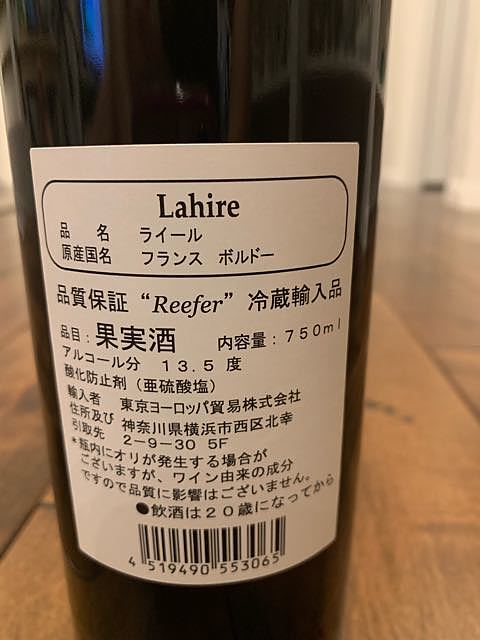 Lahire
品　名　ライール
原産国名　フランス　ボルドー
品質保証 “Reefer” 冷蔵輸入品
品目：果実酒　内容量：750ml
アルコール分　13.5 度
酸化防止剤（亜硫酸塩）
輸入者　東京ヨーロッパ貿易株式会社
住所及び　神奈川県横浜市西区北幸
引取先　2-9-30 5F
*瓶内にオリが発生する場合が
ございますが、ワイン由来の成分
ですので品質に影響はございません。
●飲酒は20歳になってから
4 519490 553065